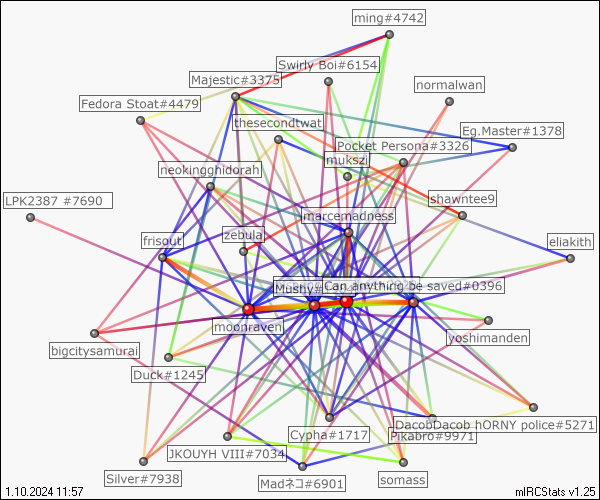 ming#4742
Swirly Boi#6154
Majestic#3375
normalwan
Fedora Stoat#4479
thesecondtwat
Eg.Master#1378
Pocket Persona#3326
mukszi
neokingghidorah
shawntee9
LPK2387 #7690
marcemadness
zebula
frisout
eliakith
Mushy#
Can anything be saved#0396
moonraven
yoshimanden
bigcitysamurai
Duck#1245
DacobDacob hORNY police#5271
Cypha#1717
Pikabro#9971
JKOUYH VIII#7034
Silver#7938
Madネコ#6901
somass
1.10.2024 11:57
mIRCStats v1.25